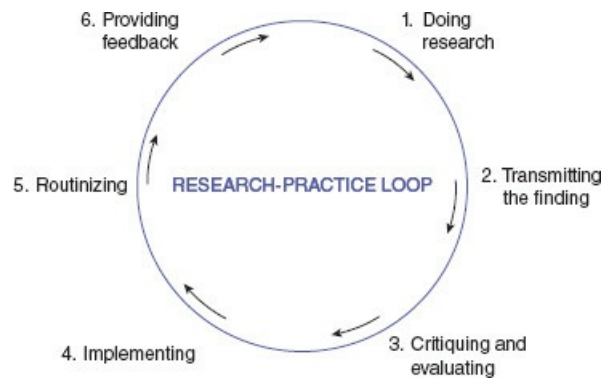 6. Providing
feedback
1. Doing
research
5. Routinizing
RESEARCH-PRACTICE LOOP
2. Transmitting
the finding
4. Implementing
3. Critiquing and
evaluating